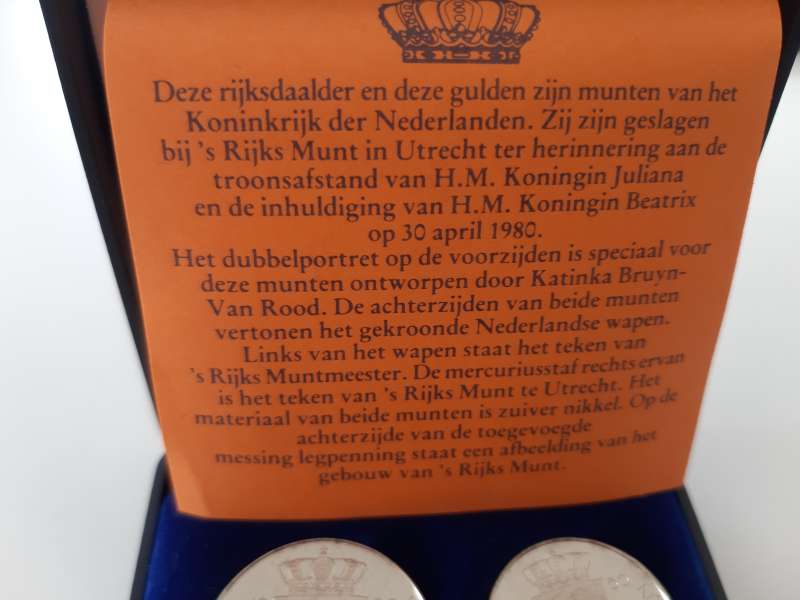 Deze rijksdaalder en deze gulden zijn munten van het
Koninkrijk der Nederlanden. Zij zijn geslagen
bij 's Rijks Munt in Utrecht ter herinnering aan de
troonsafstand van H.M. Koningin Juliana
en de inhuldiging van H.M. Koningin Beatrix
op 30 april 1980.
Het dubbelportret op de voorzijden is speciaal voor
deze munten ontworpen door Katinka Bruyn-
Van Rood. De achterzijden van beide munten
vertonen het gekroonde Nederlandse wapen.
Links van het wapen staat het teken van
's Rijks Muntmeester. De mercuriusstaf rechts ervan
is het teken van 's Rijks Munt te Utrecht. Het
materiaal van beide munten is zuiver nikkel. Op de
achterzijde van de toegevoegde
messing legpenning staat een afbeelding van het
gebouw van 's Rijks Munt.